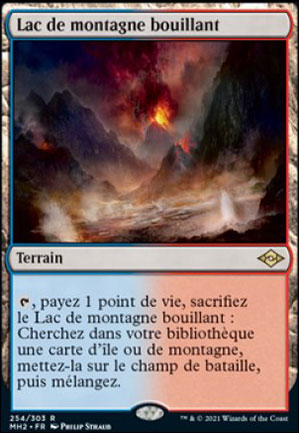 Lac de montagne bouillant
Terrain
, payez 1 point de vie, sacrifiez
le Lac de montagne bouillant :
Cherchez dans votre bibliothèque
une carte d'île ou de montagne,
mettez-la sur le champ de bataille,
puis mélangez.
254/303 R
MH2 • FR Philip Straub
™ & © 2021 Wizards of the Coast